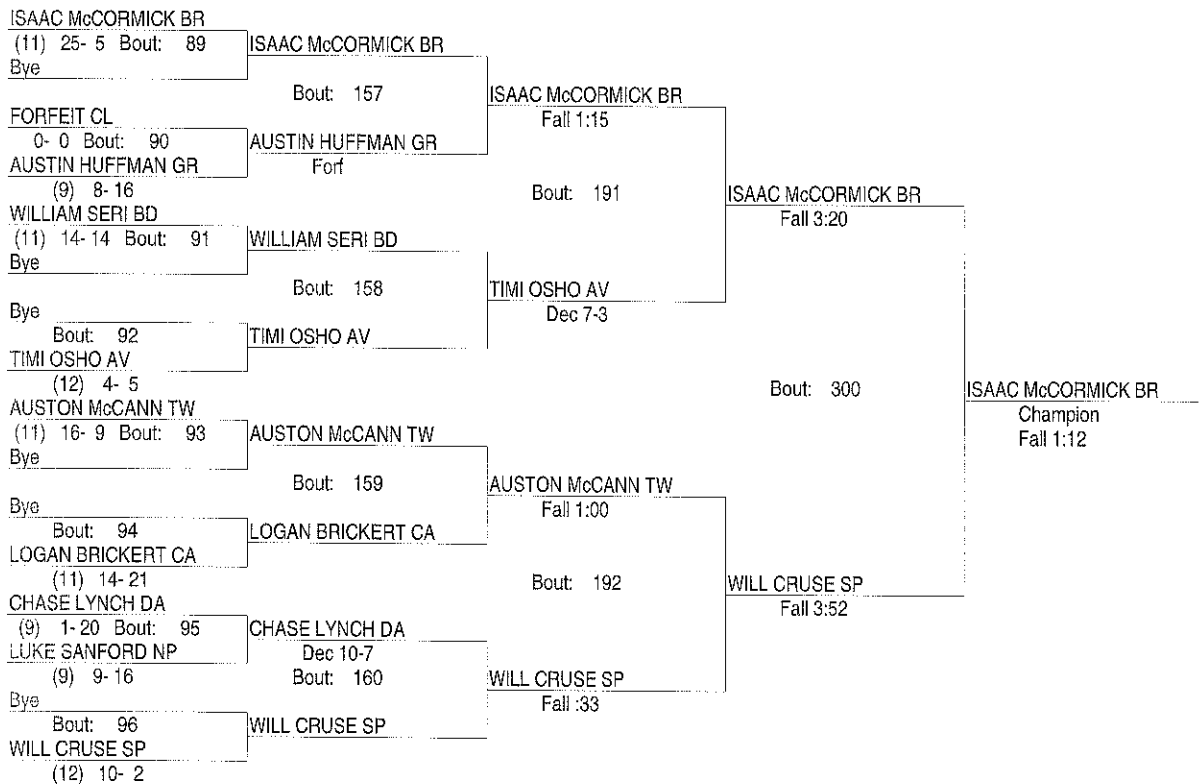 ISAAC McCORMICK BR
(11) 25- 5 Bout: 89
Bye
ISAAC McCORMICK BR
Bout: 157
FORFEIT CL
0- 0 Bout: 90
AUSTIN HUFFMAN GR
(9) 8- 16
AUSTIN HUFFMAN GR
Forf
ISAAC McCORMICK BR
Fall 1:15
Bout: 191
WILLIAM SERI BD
(11) 14- 14 Bout: 91
Bye
WILLIAM SERI BD
Bout: 158
Bye
Bout: 92
TIMI OSHO AV
(12) 4- 5
TIMI OSHO AV
TIMI OSHO AV
Dec 7-3
ISAAC McCORMICK BR
Fall 3:20
Bout: 300
AUSTON McCANN TW
(11) 16- 9 Bout: 93
Bye
AUSTON McCANN TW
Bout: 159
Bye
Bout: 94
LOGAN BRICKERT CA
(11) 14- 21
LOGAN BRICKERT CA
AUSTON McCANN TW
Fall 1:00
Bout: 192
CHASE LYNCH DA
(9) 1- 20 Bout: 95
LUKE SANFORD NP
(9) 9- 16
CHASE LYNCH DA
Dec 10-7
Bout: 160
Bye
Bout: 96
WILL CRUSE SP
(12) 10- 2
WILL CRUSE SP
WILL CRUSE SP
Fall :33
WILL CRUSE SP
Fall 3:52
ISAAC McCORMICK BR
Champion
Fall 1:12